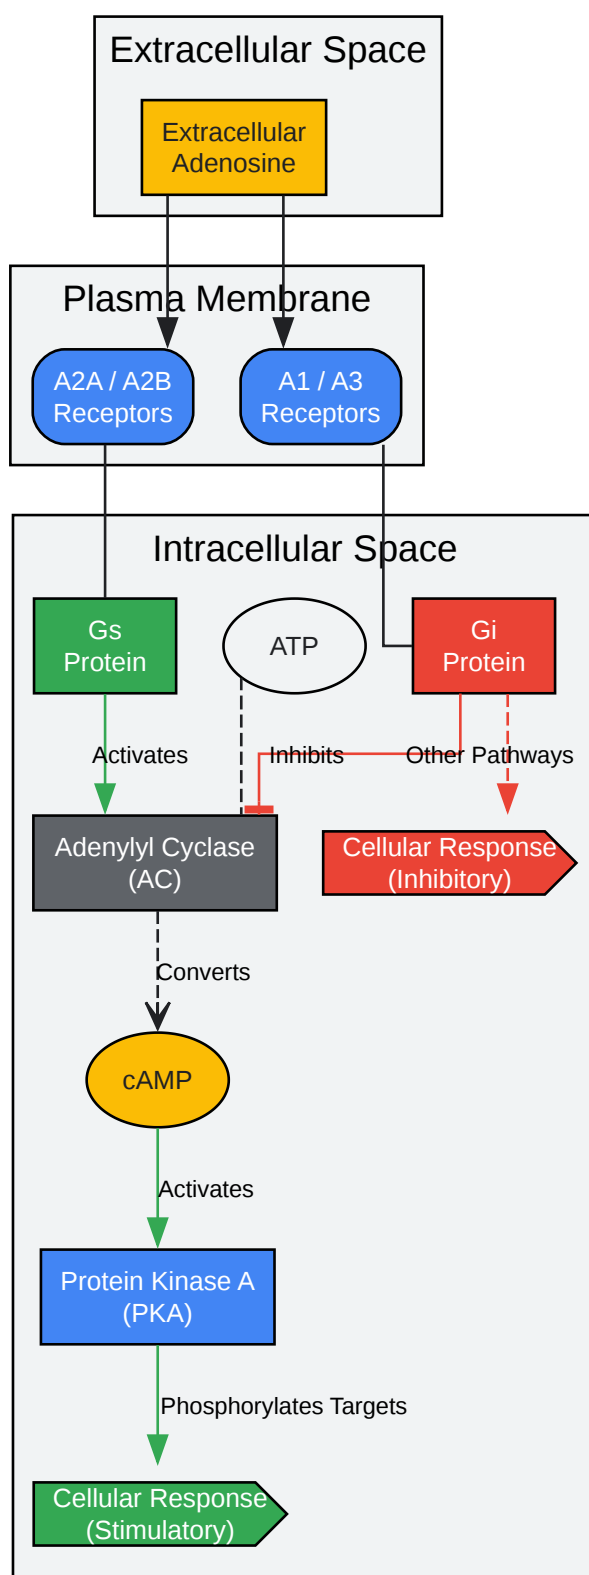 Extracellular Space
Extracellular
Adenosine
Plasma Membrane
A2A / A2B
Receptors
A1 / A3
Receptors
Intracellular Space
Gs
Protein
ATP
Gi
Protein
Activates
Inhibits
Other Pathways
Adenylyl Cyclase
(AC)
Cellular Response
(Inhibitory)
Converts
cAMP
Activates
Protein Kinase A
(PKA)
Phosphorylates Targets
Cellular Response
(Stimulatory)